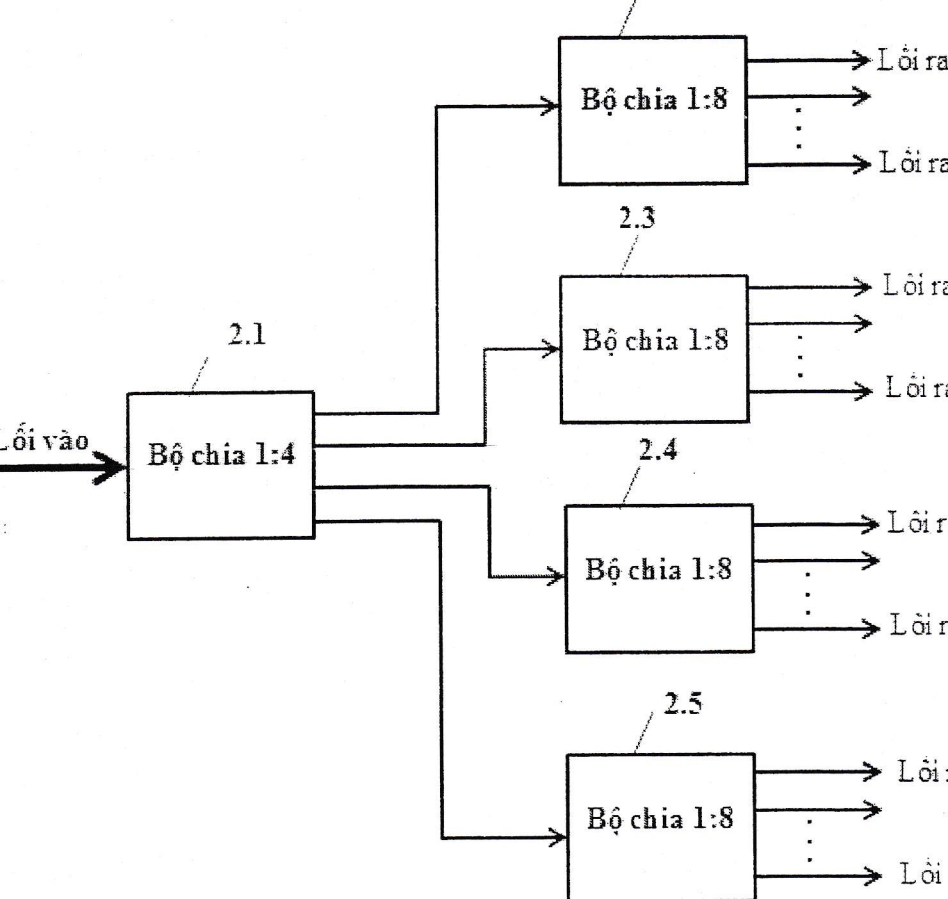 Bộ chia 1:8
Lối ra
Lối ra
2.3
Bộ chia 1:8
Lối ra
Lối ra
2.1
Lối vào
Bộ chia 1:4
2.4
Bộ chia 1:8
Lối r
Lối r
2.5
Bộ chia 1:8
Lối
Lối